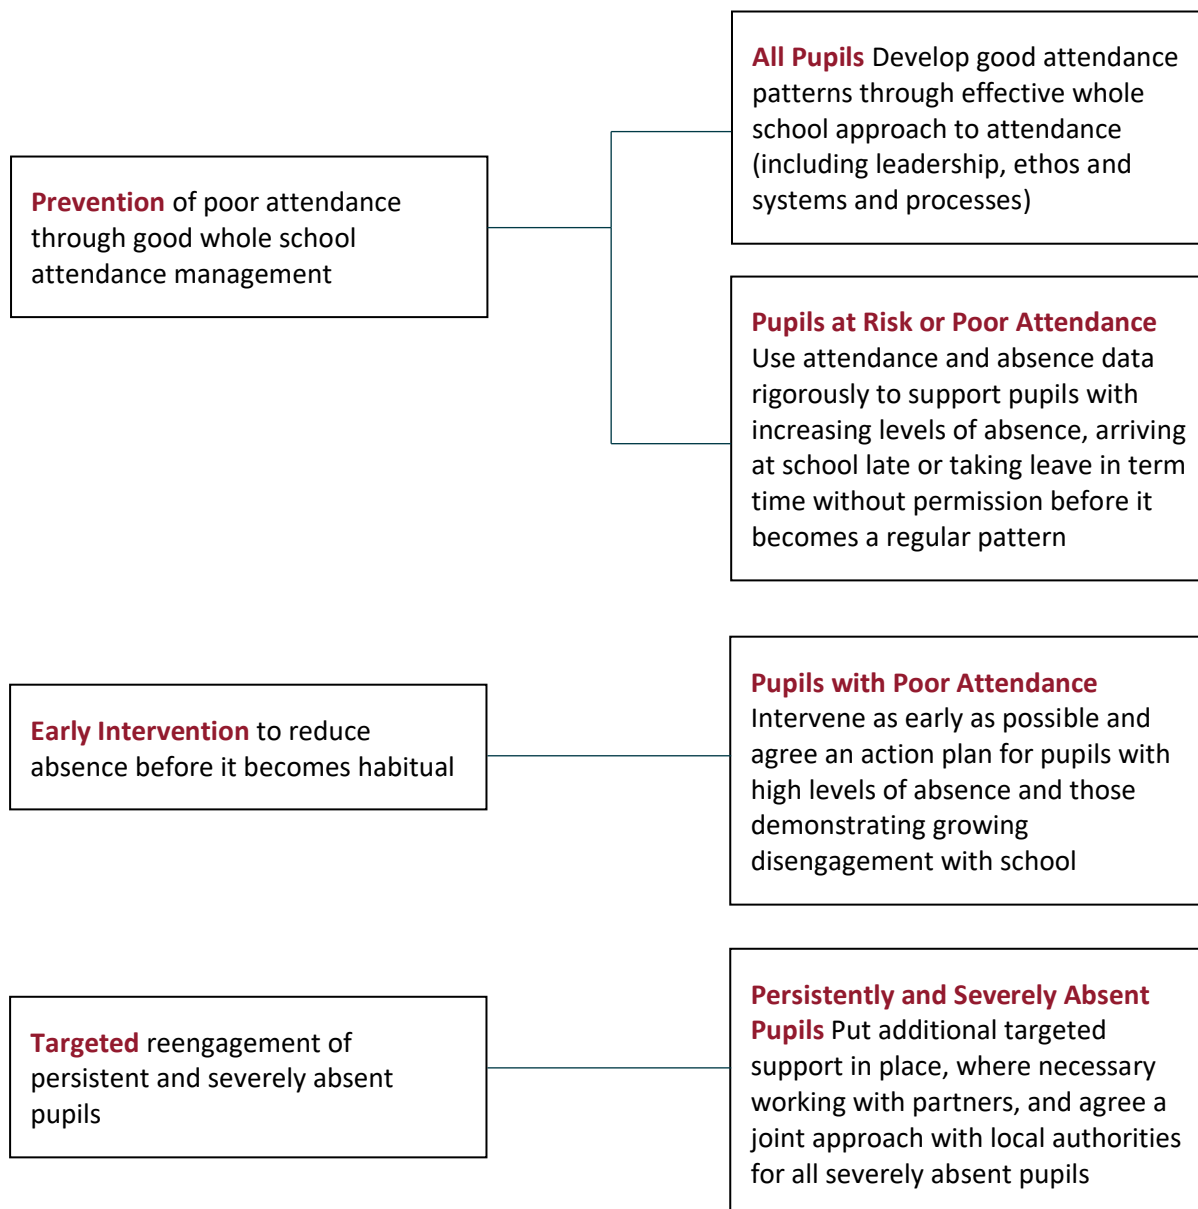 Prevention of poor attendance
through good whole school
attendance management
All Pupils Develop good attendance
patterns through effective whole
school approach to attendance
(including leadership, ethos and
systems and processes)
Pupils at Risk or Poor Attendance
Use attendance and absence data
rigorously to support pupils with
increasing levels of absence, arriving
at school late or taking leave in term
time without permission before it
becomes a regular pattern
Early Intervention to reduce
absence before it becomes habitual
Pupils with Poor Attendance
Intervene as early as possible and
agree an action plan for pupils with
high levels of absence and those
demonstrating growing
disengagement with school
Targeted reengagement of
persistent and severely absent
pupils
Persistently and Severely Absent
Pupils Put additional targeted
support in place, where necessary
working with partners, and agree a
joint approach with local authorities
for all severely absent pupils